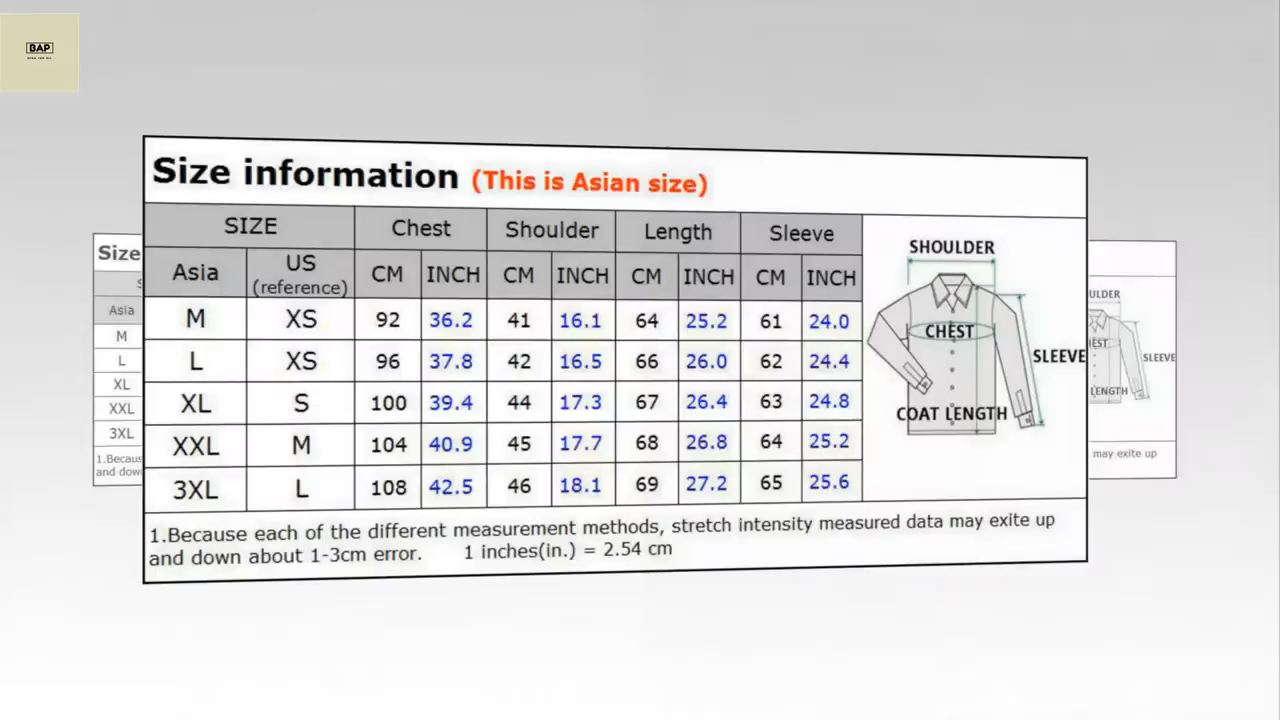 BAP
Size information (This is Asian size)
SIZE Chest Shoulder Length Sleeve
Asia US (reference) CM INCH CM INCH CM INCH CM INCH
M XS 92 36.2 41 16.1 64 25.2 61 24.0
L XS 96 37.8 42 16.5 66 26.0 62 24.4
XL S 100 39.4 44 17.3 67 26.4 63 24.8
XXL M 104 40.9 45 17.7 68 26.8 64 25.2
3XL L 108 42.5 46 18.1 69 27.2 65 25.6
SHOULDER
CHEST
SLEEVE
COAT LENGTH
1.Because each of the different measurement methods, stretch intensity measured data may exite up
and down about 1-3cm error. 1 inches(in.) = 2.54 cm
Size
Asia
M
L
XL
XXL
3XL
1.Becaus
and dow
ULDER
SLEEVE
LENGTH
may exite up